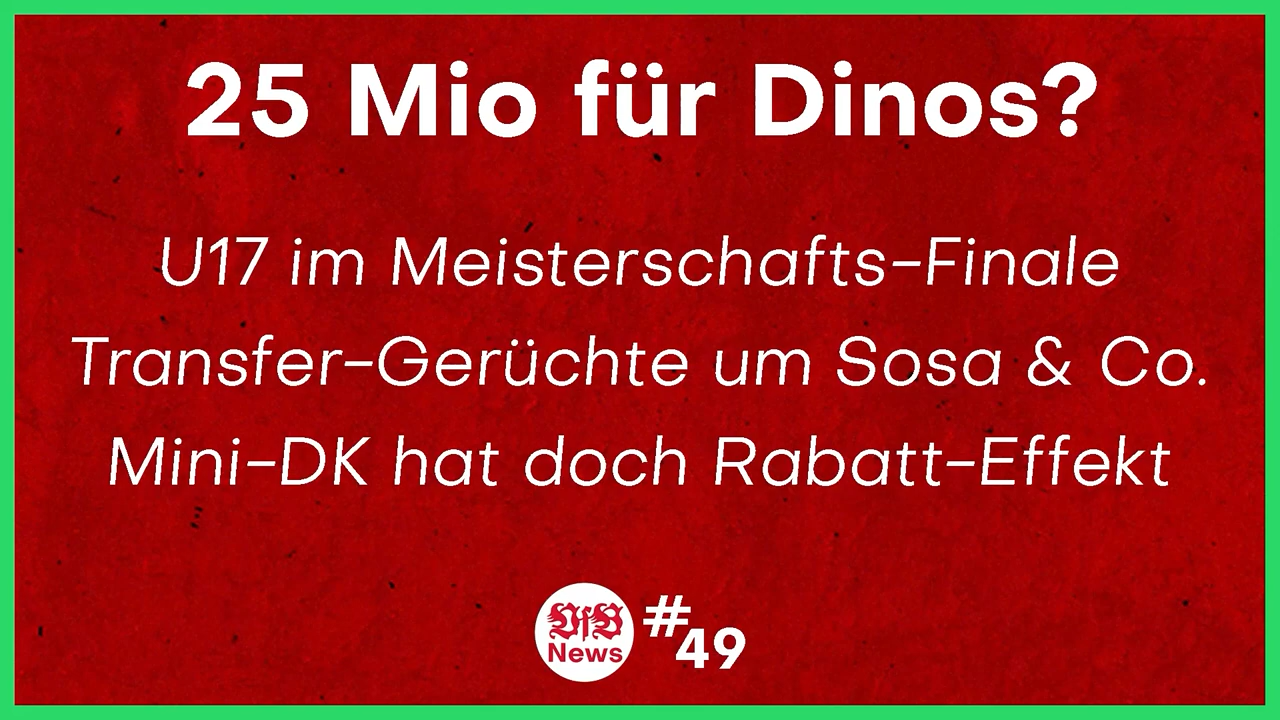 25 Mio für Dinos?
U17 im Meisterschafts-Finale
Transfer-Gerüchte um Sosa & Co.
Mini-DK hat doch Rabatt-Effekt
VfB
News
#49